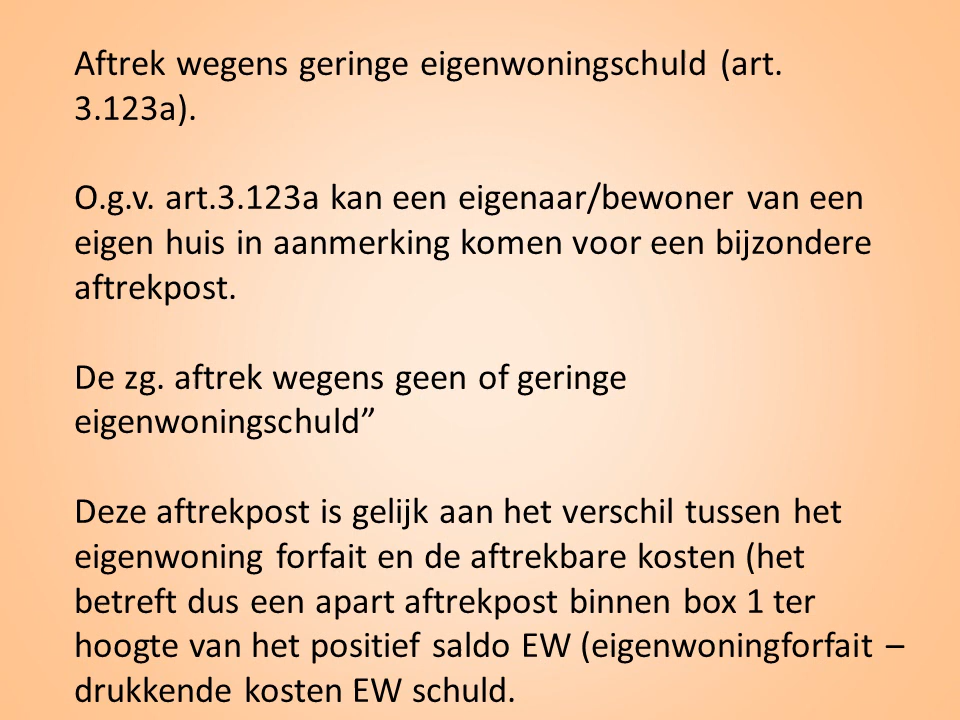 Aftrek wegens geringe eigenwoningschuld (art.
3.123a).
O.g.v. art.3.123a kan een eigenaar/bewoner van een
eigen huis in aanmerking komen voor een bijzondere
aftrekpost.
De zg. aftrek wegens geen of geringe
eigenwoningschuld”
Deze aftrekpost is gelijk aan het verschil tussen het
eigenwoning forfait en de aftrekbare kosten (het
betreft dus een apart aftrekpost binnen box 1 ter
hoogte van het positief saldo EW (eigenwoningforfait –
drukkende kosten EW schuld.